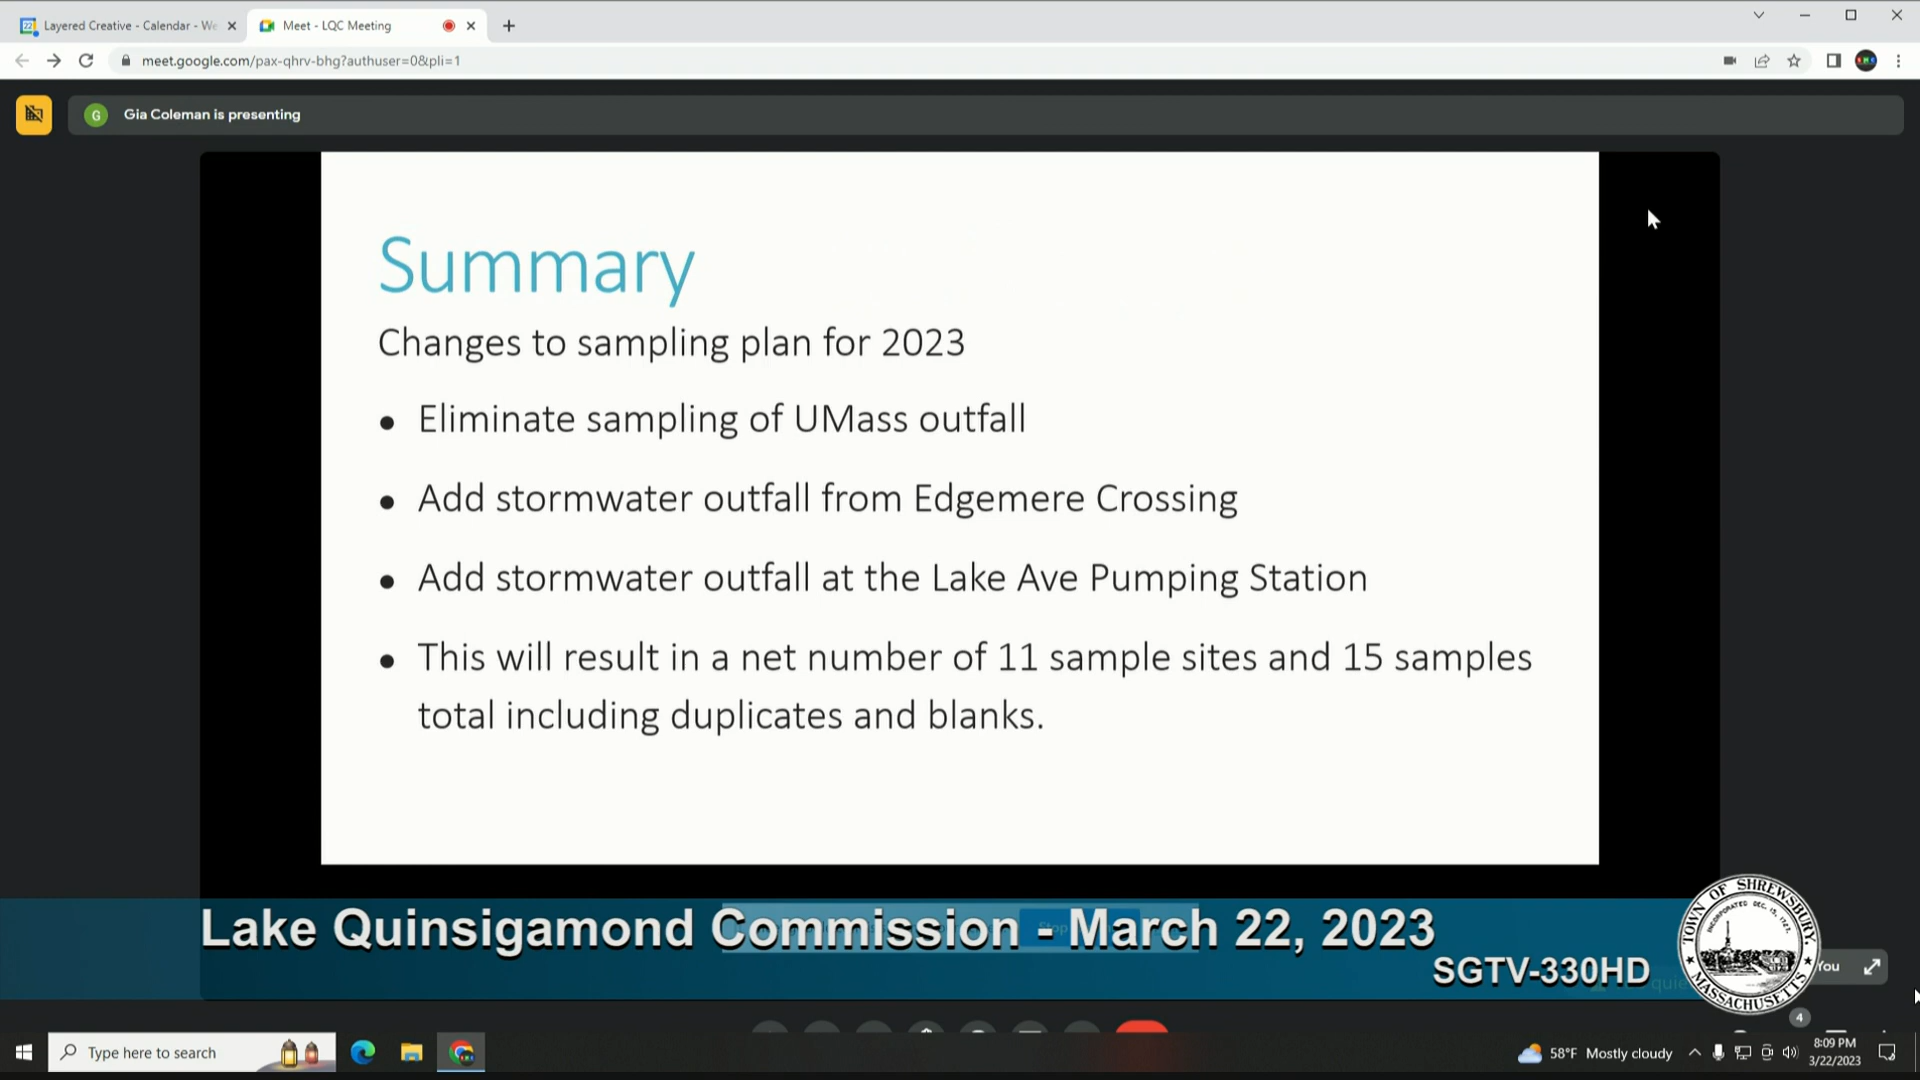 Layered Creative - Calendar - We
Meet - LQC Meeting
meet.google.com/pax-qhrv-bhg?authuser=0&pli=1
G
Gia Coleman is presenting
Summary
Changes to sampling plan for 2023
• Eliminate sampling of UMass outfall
• Add stormwater outfall from Edgemere Crossing
• Add stormwater outfall at the Lake Ave Pumping Station
• This will result in a net number of 11 sample sites and 15 samples
total including duplicates and blanks.
Lake Quinsigamond Commission - March 22, 2023
SGTV-330HD
TOWN OF SHREWSBURY,
MASSACHUSETTS
You
4
Type here to search
58°F Mostly cloudy
8:09 PM
3/22/2023